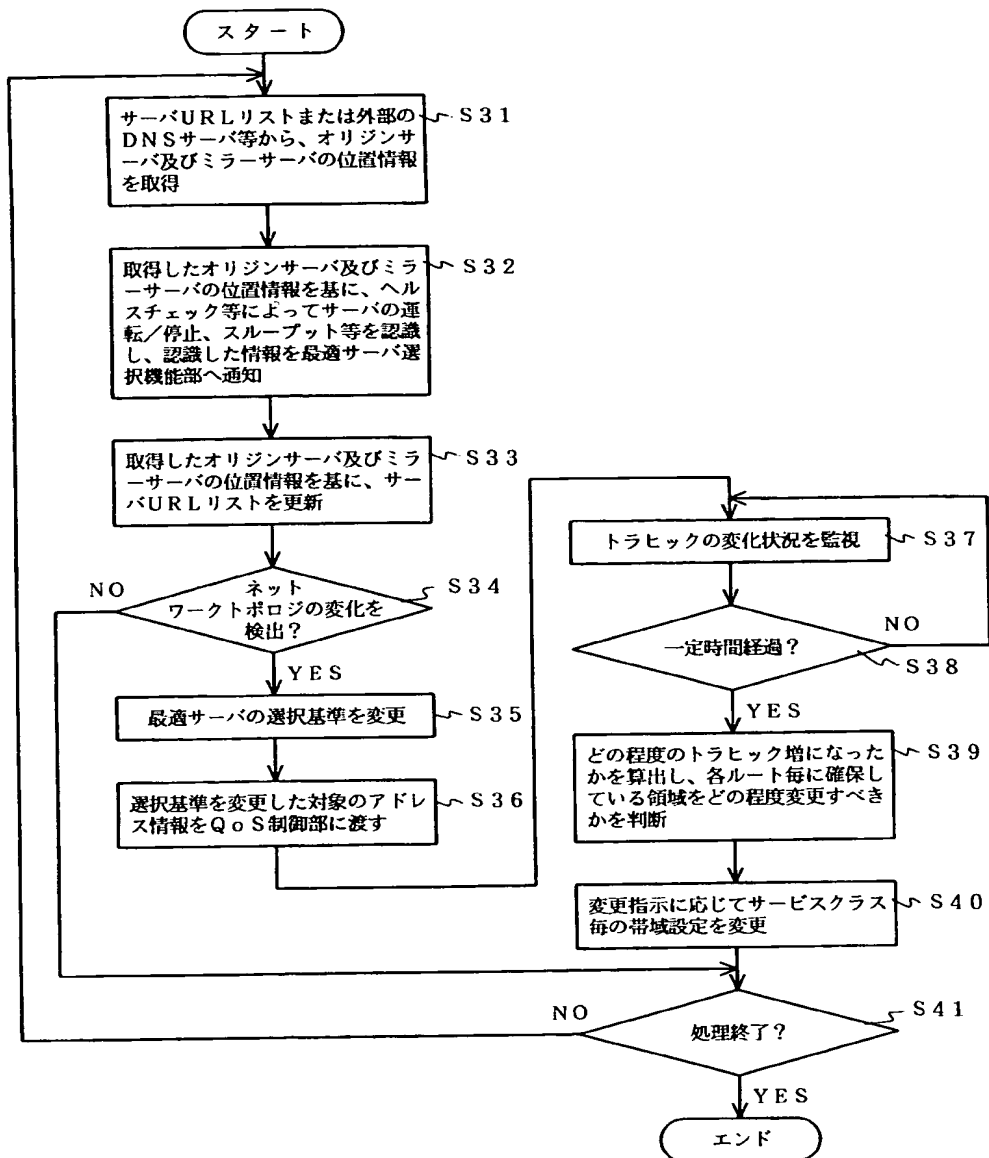 スタート
サーバURLリストまたは外部の
DNSサーバ等から、オリジンサ
ーバ及びミラーサーバの位置情報
を取得
S31
取得したオリジンサーバ及びミラ
ーサーバの位置情報を基に、ヘル
スチェック等によってサーバの運
転/停止、スループット等を認識
し、認識した情報を最適サーバ選
択機能部へ通知
S32
取得したオリジンサーバ及びミラ
ーサーバの位置情報を基に、サー
バURLリストを更新
S33
ネット
ワークトポロジの変化を
検出?
S34
NO
YES
最適サーバの選択基準を変更
S35
選択基準を変更した対象のアドレ
ス情報をQoS制御部に渡す
S36
トラヒックの変化状況を監視
S37
一定時間経過?
NO
S38
YES
どの程度のトラヒック増になった
かを算出し、各ルート毎に確保し
ている領域をどの程度変更すべき
かを判断
S39
変更指示に応じてサービスクラス
毎の帯域設定を変更
S40
処理終了?
S41
NO
YES
エンド